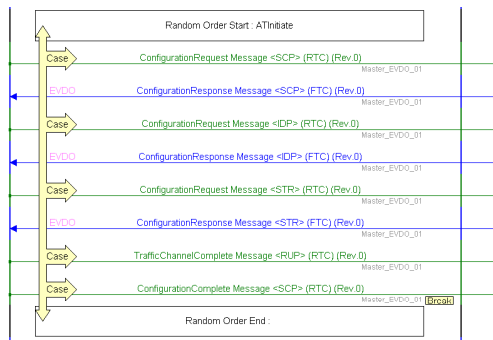 Random Order Start : ATInitiate
Case ConfigurationRequest Message <SCP> (RTC) (Rev.0)
Master_EVDO_01
EVDO ConfigurationResponse Message <SCP> (FTC) (Rev.0)
Master_EVDO_01
Case ConfigurationRequest Message <IDP> (RTC) (Rev.0)
Master_EVDO_01
EVDO ConfigurationResponse Message <IDP> (FTC) (Rev.0)
Master_EVDO_01
Case ConfigurationRequest Message <STR> (RTC) (Rev.0)
Master_EVDO_01
EVDO ConfigurationResponse Message <STR> (FTC) (Rev.0)
Master_EVDO_01
Case TrafficChannelComplete Message <RUP> (RTC) (Rev.0)
Master_EVDO_01
Case ConfigurationComplete Message <SCP> (RTC) (Rev.0)
Master_EVDO_01 Break
Random Order End :